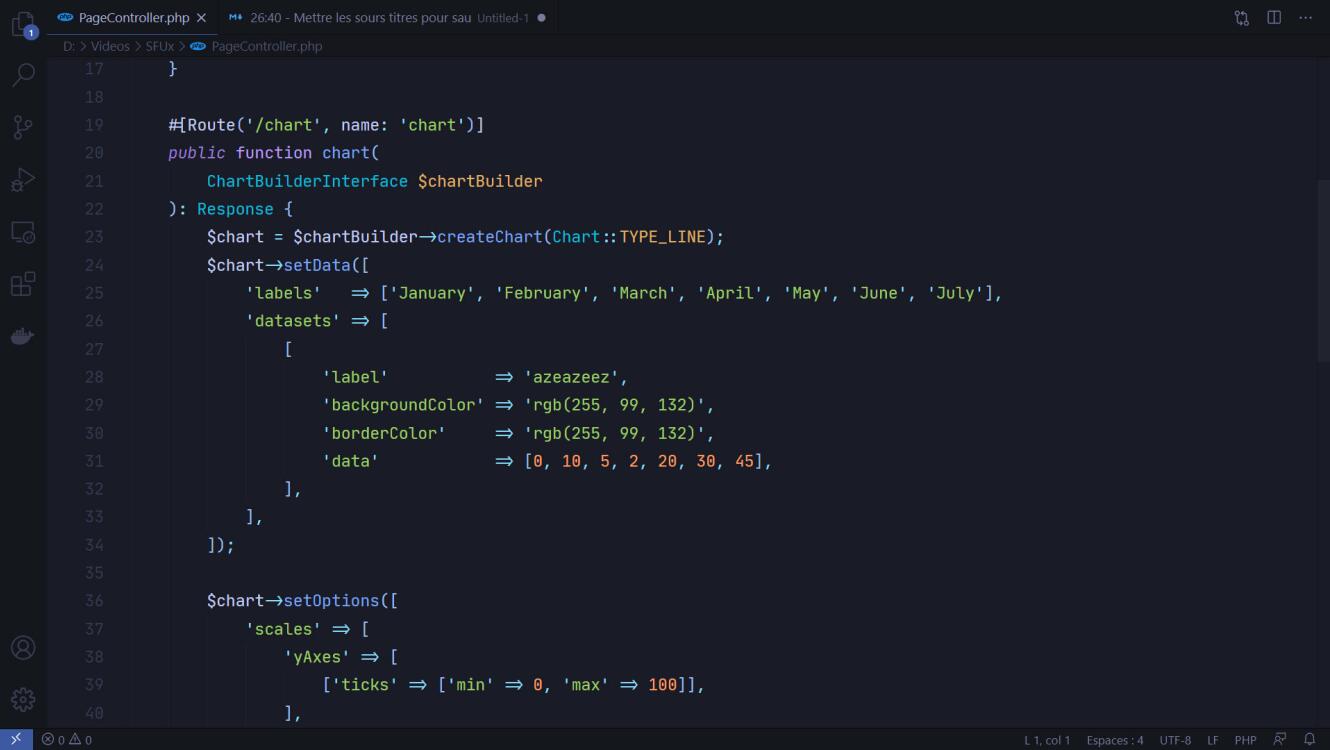 1
PageController.php
26:40 - Mettre les sours titres pour sau Untitled-1
D: > Videos > SFUx > PageController.php
17 }
18
19 #[Route('/chart', name: 'chart')]
20 public function chart(
21 ChartBuilderInterface $chartBuilder
22 ): Response {
23 $chart = $chartBuilder->createChart(Chart::TYPE_LINE);
24 $chart->setData([
25 'labels' => ['January', 'February', 'March', 'April', 'May', 'June', 'July'],
26 'datasets' => [
27 [
28 'label' => 'azeazeez',
29 'backgroundColor' => 'rgb(255, 99, 132)',
30 'borderColor' => 'rgb(255, 99, 132)',
31 'data' => [0, 10, 5, 2, 20, 30, 45],
32 ],
33 ],
34 ]);
35
36 $chart->setOptions([
37 'scales' => [
38 'yAxes' => [
39 ['ticks' => ['min' => 0, 'max' => 100]],
40 ],
0 0 L 1, col 1 Espaces : 4 UTF-8 LF PHP